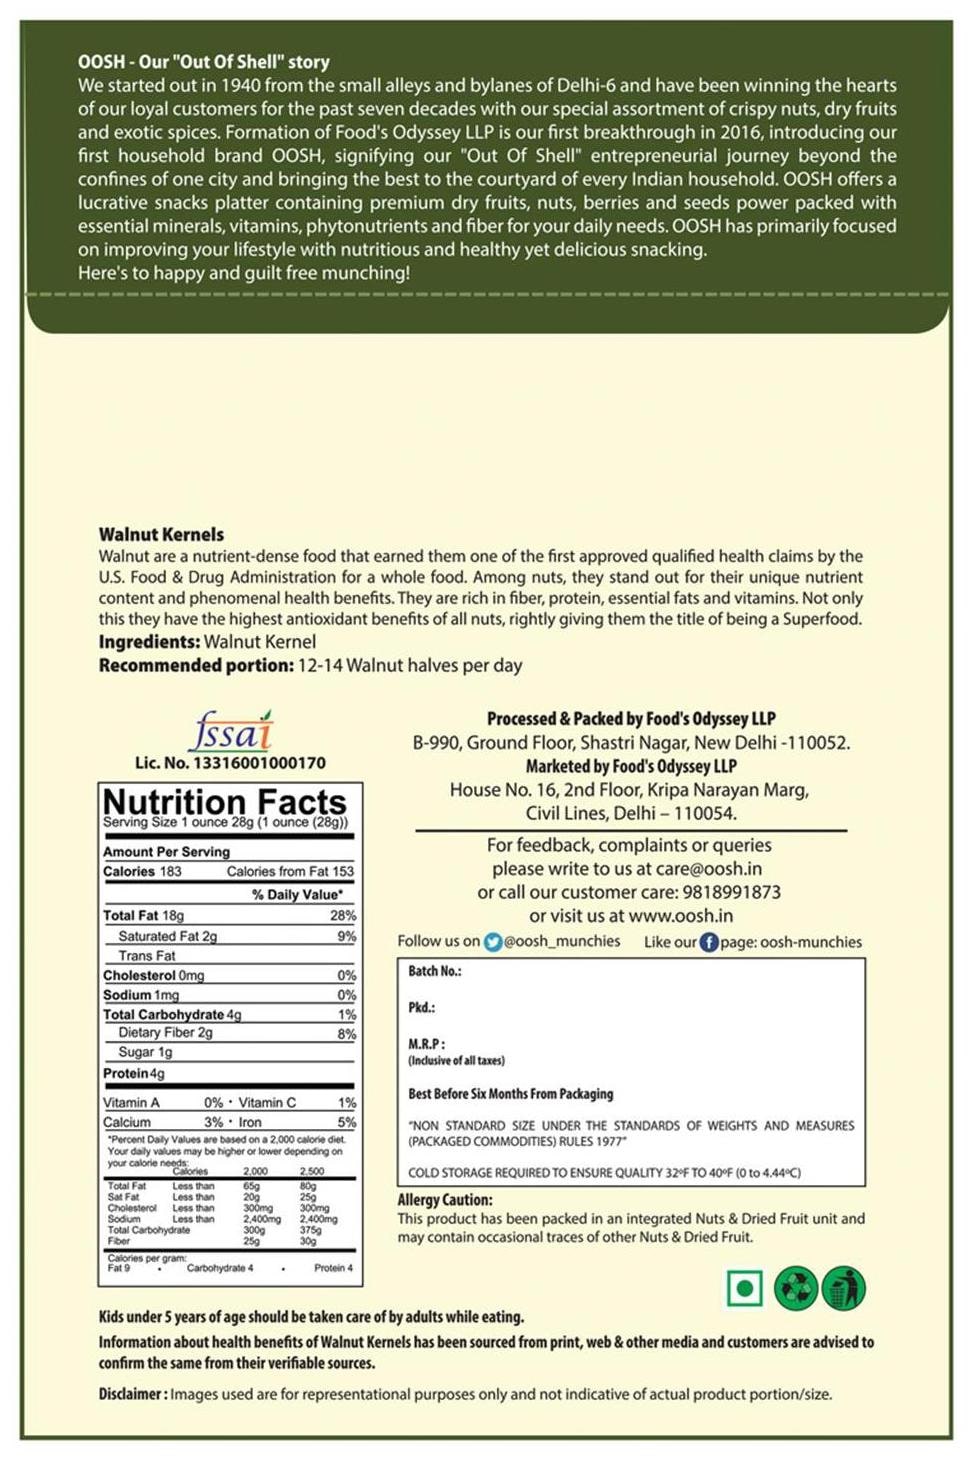 OOSH - Our "Out Of Shell" story
We started out in 1940 from the small alleys and bylanes of Delhi-6 and have been winning the hearts
of our loyal customers for the past seven decades with our special assortment of crispy nuts, dry fruits
and exotic spices. Formation of Food's Odyssey LLP is our first breakthrough in 2016, introducing our
first household brand OOSH, signifying our "Out Of Shell" entrepreneurial journey beyond the
confines of one city and bringing the best to the courtyard of every Indian household. OOSH offers a
lucrative snacks platter containing premium dry fruits, nuts, berries and seeds power packed with
essential minerals, vitamins, phytonutrients and fiber for your daily needs. OOSH has primarily focused
on improving your lifestyle with nutritious and healthy yet delicious snacking.
Here's to happy and guilt free munching!
Walnut Kernels
Walnut are a nutrient-dense food that earned them one of the first approved qualified health claims by the
U.S. Food & Drug Administration for a whole food. Among nuts, they stand out for their unique nutrient
content and phenomenal health benefits. They are rich in fiber, protein, essential fats and vitamins. Not only
this they have the highest antioxidant benefits of all nuts, rightly giving them the title of being a Superfood.
Ingredients: Walnut Kernel
Recommended portion: 12-14 Walnut halves per day
fssai
Lic. No. 13316001000170
Nutrition Facts
Serving Size 1 ounce 28g (1 ounce (28g))
Amount Per Serving
Calories 183 Calories from Fat 153
% Daily Value*
Total Fat 18g 28%
Saturated Fat 2g 9%
Trans Fat
Cholesterol 0mg 0%
Sodium 1mg 0%
Total Carbohydrate 4g 1%
Dietary Fiber 2g 8%
Sugar 1g
Protein 4g
Vitamin A 0% • Vitamin C 1%
Calcium 3% • Iron 5%
*Percent Daily Values are based on a 2,000 calorie diet.
Your daily values may be higher or lower depending on
your calorie needs:
Calories 2,000 2,500
Total Fat Less than 65g 80g
Sat Fat Less than 20g 25g
Cholesterol Less than 300mg 300mg
Sodium Less than 2,400mg 2,400mg
Total Carbohydrate 300g 375g
Fiber 25g 30g
Calories per gram:
Fat 9 • Carbohydrate 4 • Protein 4
Processed & Packed by Food's Odyssey LLP
B-990, Ground Floor, Shastri Nagar, New Delhi -110052.
Marketed by Food's Odyssey LLP
House No. 16, 2nd Floor, Kripa Narayan Marg,
Civil Lines, Delhi – 110054.
For feedback, complaints or queries
please write to us at care@oosh.in
or call our customer care: 9818991873
or visit us at www.oosh.in
Follow us on @oosh_munchies Like our f page: oosh-munchies
Batch No.:
Pkd.:
M.R.P :
(Inclusive of all taxes)
Best Before Six Months From Packaging
"NON STANDARD SIZE UNDER THE STANDARDS OF WEIGHTS AND MEASURES
(PACKAGED COMMODITIES) RULES 1977"
COLD STORAGE REQUIRED TO ENSURE QUALITY 32ºF TO 40ºF (0 to 4.44ºC)
Allergy Caution:
This product has been packed in an integrated Nuts & Dried Fruit unit and
may contain occasional traces of other Nuts & Dried Fruit.
Kids under 5 years of age should be taken care of by adults while eating.
Information about health benefits of Walnut Kernels has been sourced from print, web & other media and customers are advised to
confirm the same from their verifiable sources.
Disclaimer : Images used are for representational purposes only and not indicative of actual product portion/size.